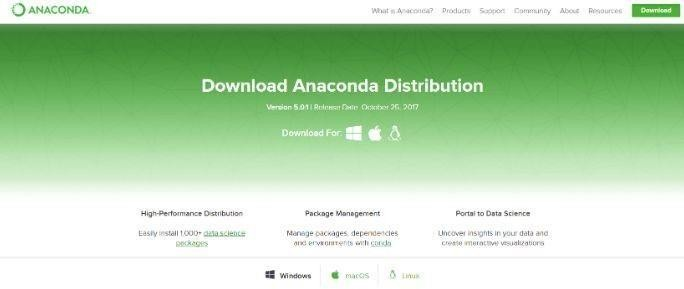 ANACONDA
What is Anaconda? Products Support Community About Resources Download
Download Anaconda Distribution
Version 5.0.1 | Release Date: October 25, 2017
Download For:
High-Performance Distribution
Easily install 1,000+ data science
packages
Package Management
Manage packages, dependencies
and environments with conda
Portal to Data Science
Uncover insights in your data and
create interactive visualizations
Windows macOS Linux